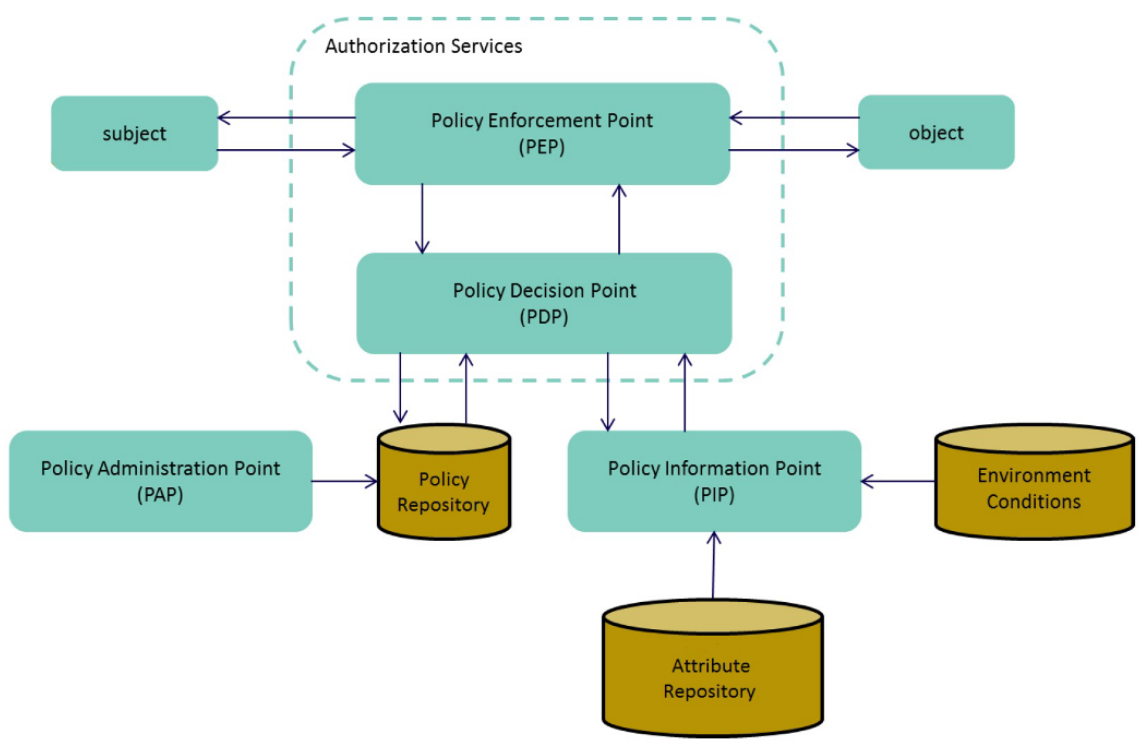 Authorization Services
subject
Policy Enforcement Point
(PEP)
object
Policy Decision Point
(PDP)
Policy Administration Point
(PAP)
Policy
Repository
Policy Information Point
(PIP)
Environment
Conditions
Attribute
Repository